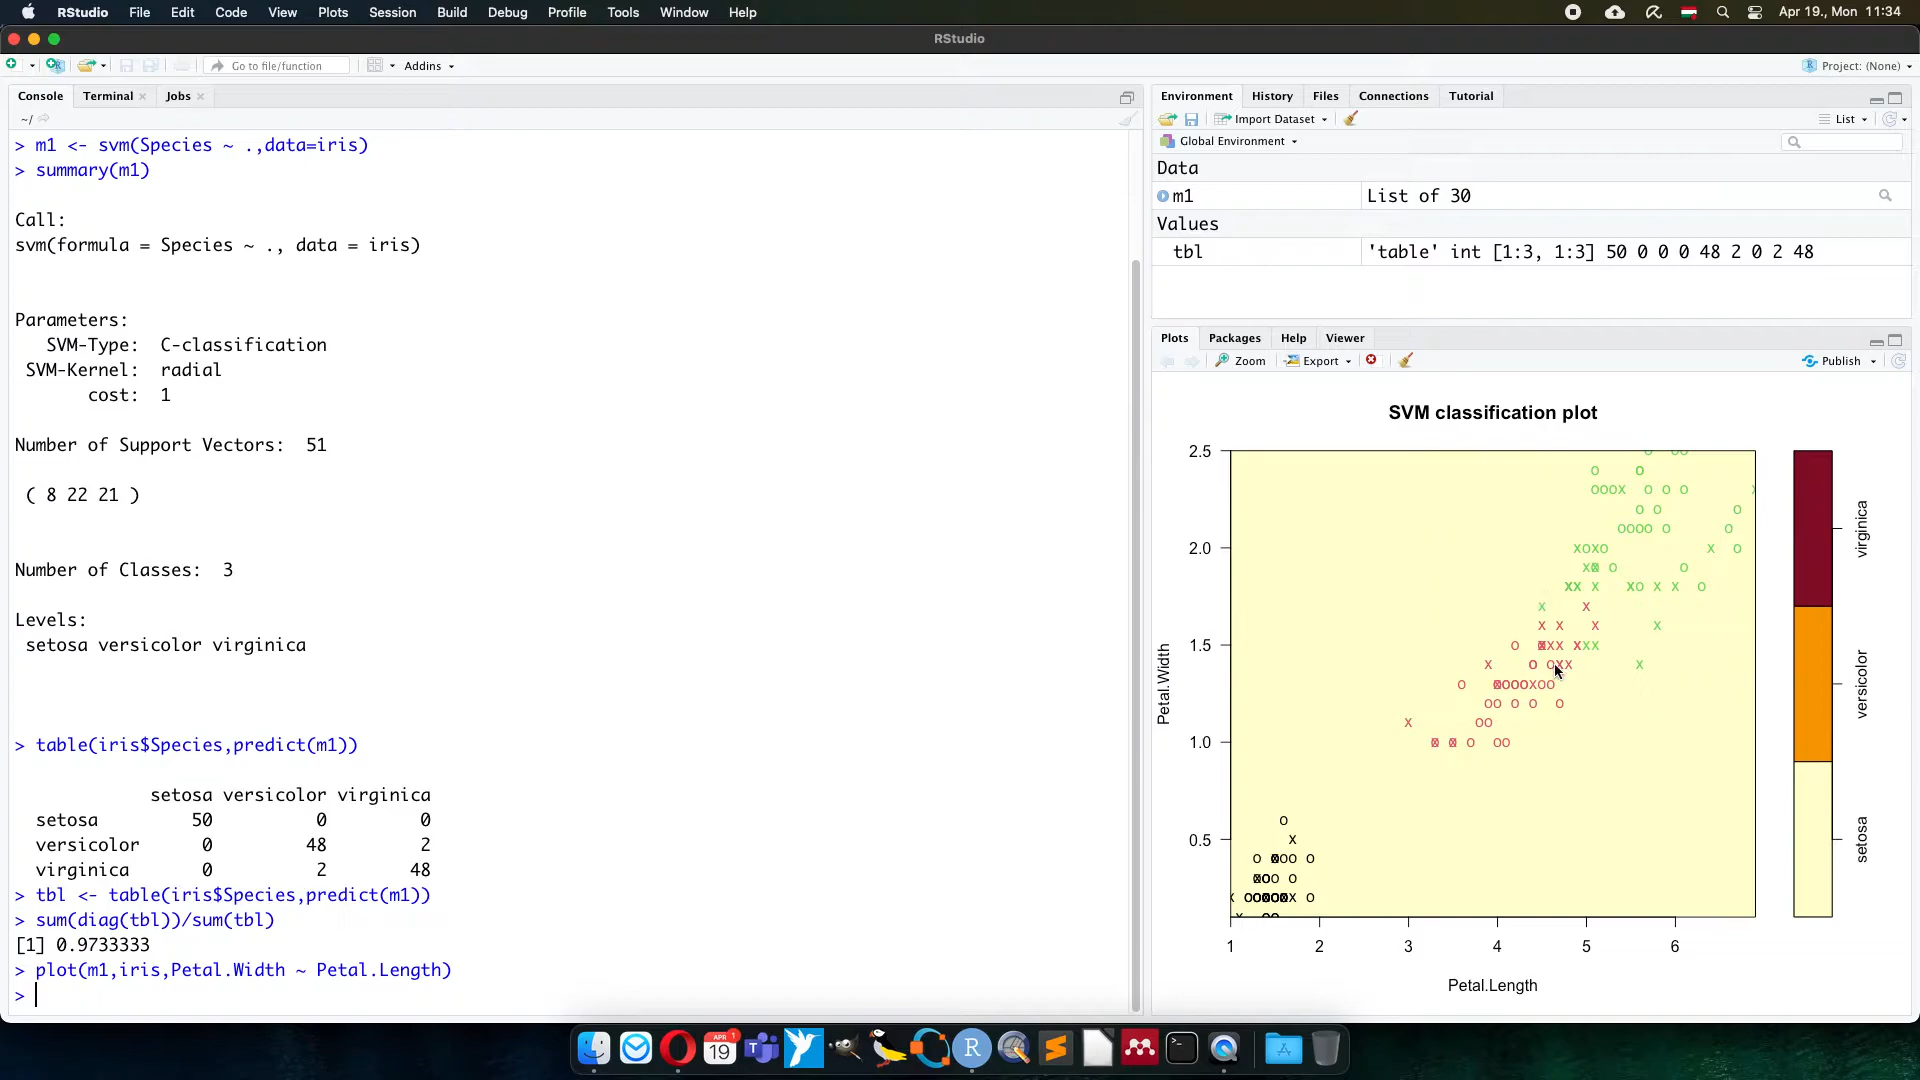 RStudio File Edit Code View Plots Session Build Debug Profile Tools Window Help Apr 19., Mon 11:34
RStudio
Go to file/function Addins Project: (None)
Console Terminal Jobs
~/
> m1 <- svm(Species ~ .,data=iris)
> summary(m1)
Call:
svm(formula = Species ~ ., data = iris)
Parameters:
SVM-Type: C-classification
SVM-Kernel: radial
cost: 1
Number of Support Vectors: 51
( 8 22 21 )
Number of Classes: 3
Levels:
setosa versicolor virginica
> table(iris$Species,predict(m1))
setosa versicolor virginica
setosa 50 0 0
versicolor 0 48 2
virginica 0 2 48
> tbl <- table(iris$Species,predict(m1))
> sum(diag(tbl))/sum(tbl)
[1] 0.9733333
> plot(m1,iris,Petal.Width ~ Petal.Length)
>
Environment History Files Connections Tutorial
Import Dataset List
Global Environment
Data
m1 List of 30
Values
tbl 'table' int [1:3, 1:3] 50 0 0 0 48 2 0 2 48
Plots Packages Help Viewer
Zoom Export Publish
SVM classification plot
2.5
2.0
1.5
1.0
0.5
Petal.Width
1 2 3 4 5 6
Petal.Length
virginica
versicolor
setosa
APR
19
1